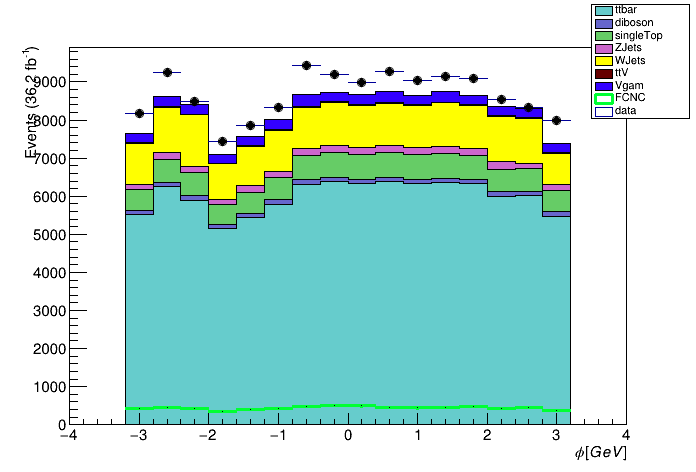 ttbar
diboson
singleTop
ZJets
WJets
ttV
Vgam
FCNC
data
Events (36.2 fb⁻¹)
9000
8000
7000
6000
5000
4000
3000
2000
1000
0
−4 −3 −2 −1 0 1 2 3 4
ϕ[GeV]